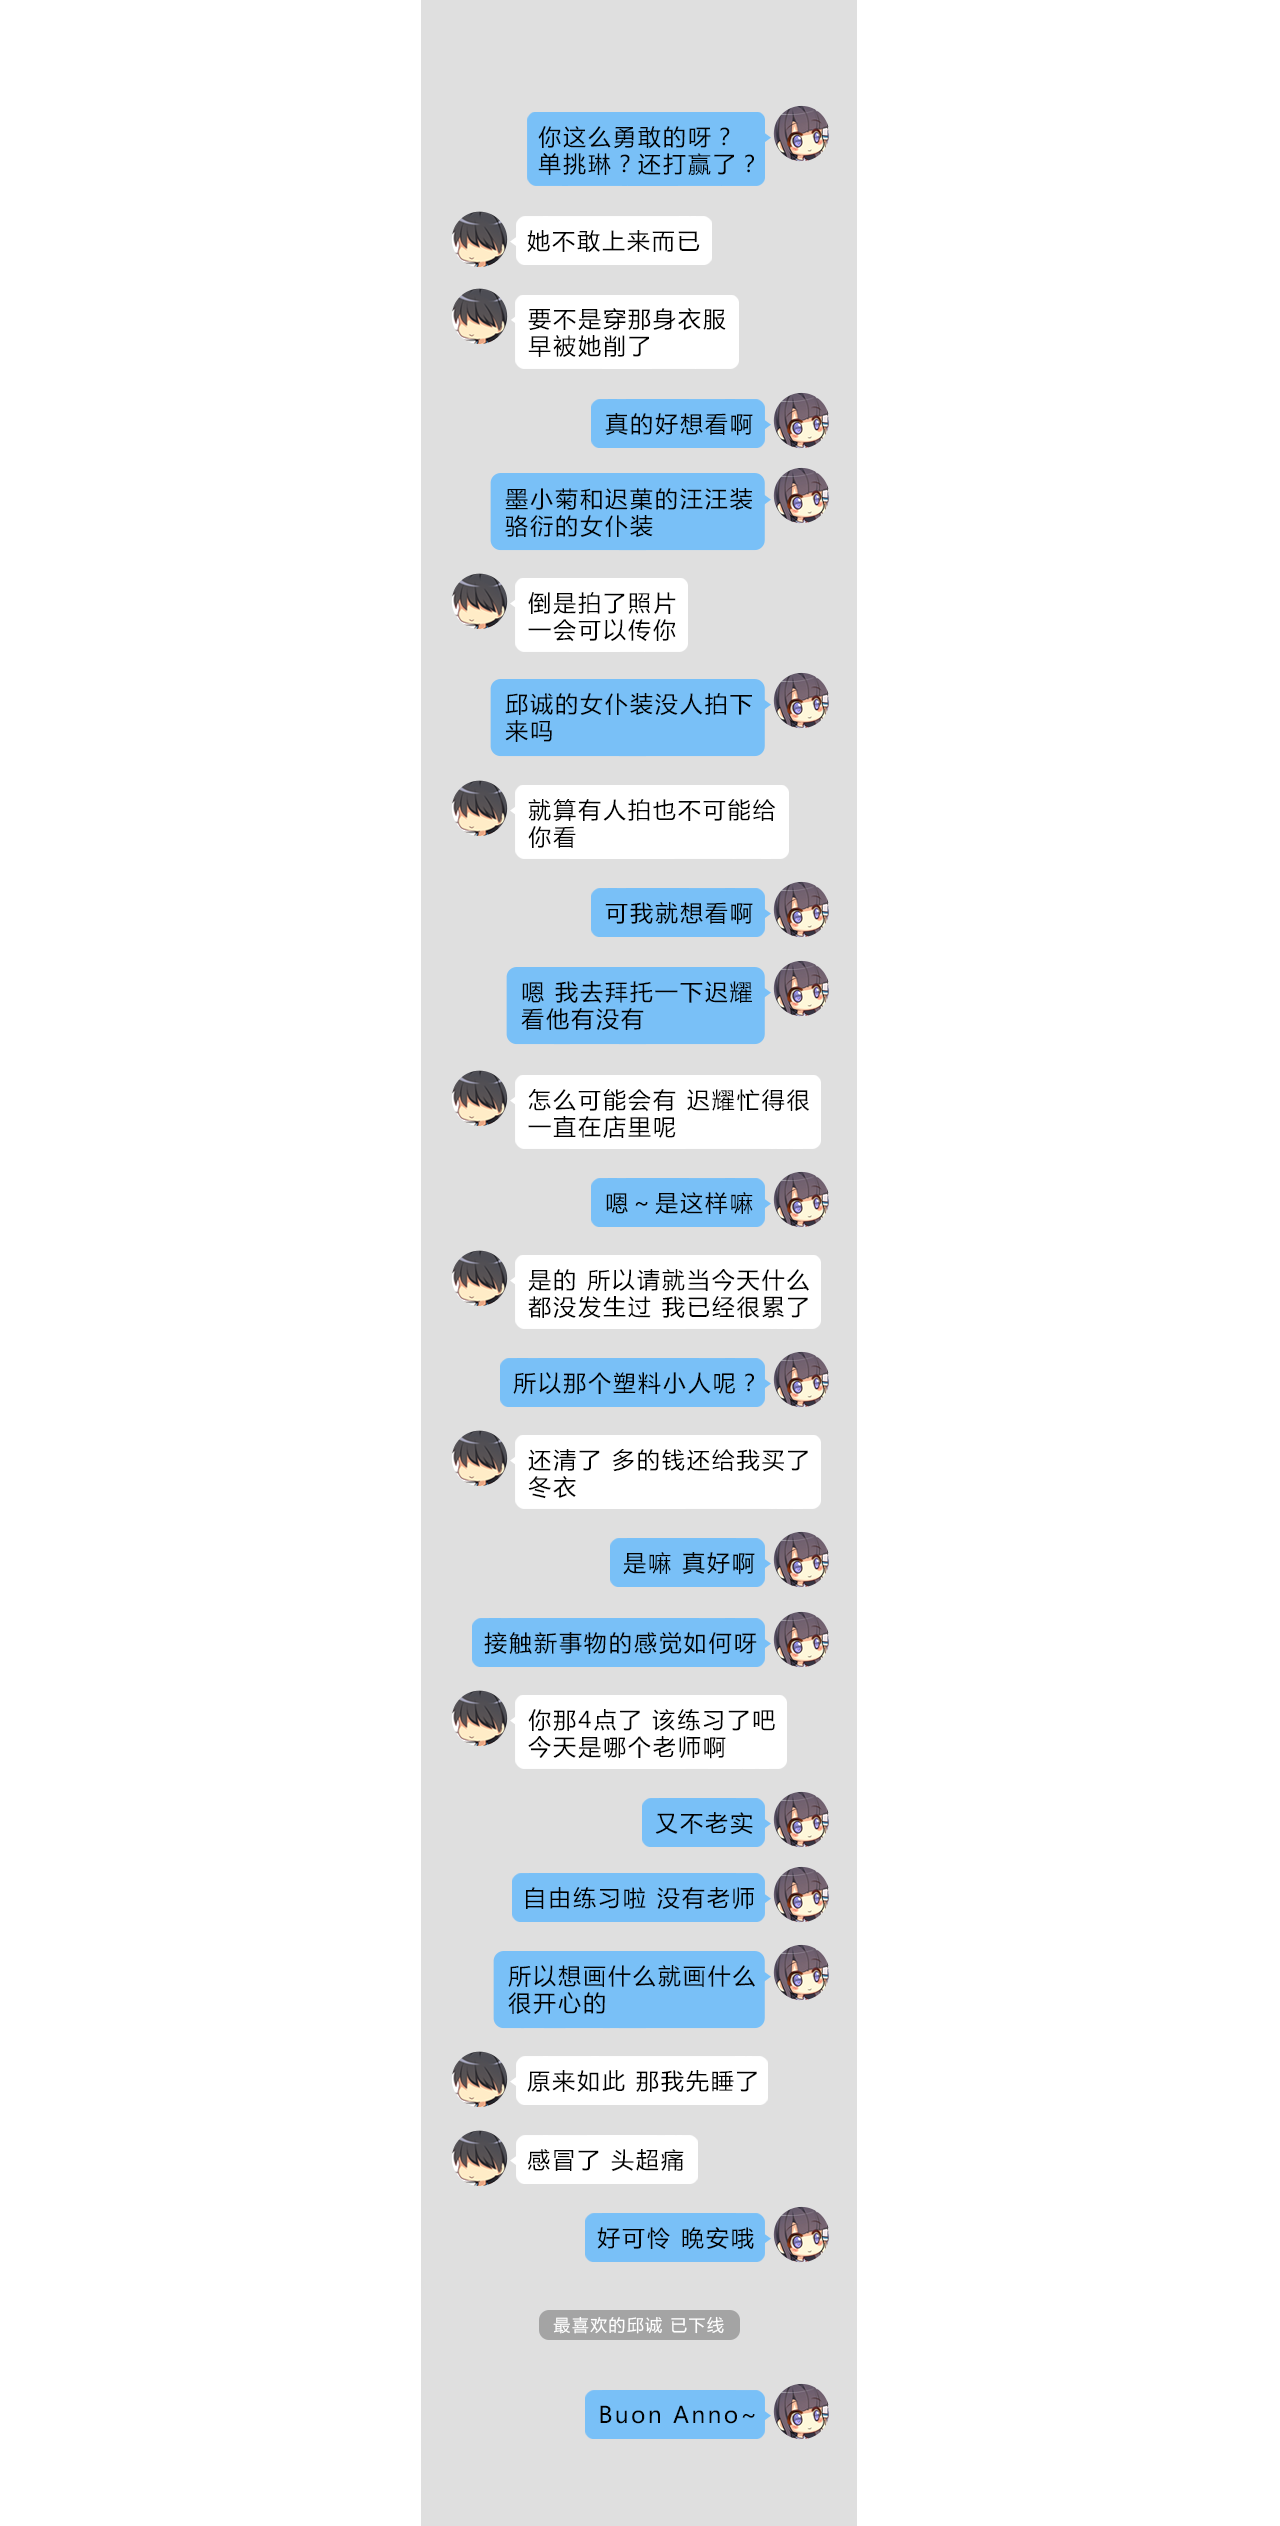 你这么勇敢的呀？
单挑琳？还打赢了？
她不敢上来而已
要不是穿那身衣服
早被她削了
真的好想看啊
墨小菊和迟菓的汪汪装
骆衍的女仆装
倒是拍了照片
一会可以传你
邱诚的女仆装没人拍下
来吗
就算有人拍也不可能给
你看
可我就想看啊
嗯 我去拜托一下迟耀
看他有没有
怎么可能会有 迟耀忙得很
一直在店里呢
嗯～是这样嘛
是的 所以请就当今天什么
都没发生过 我已经很累了
所以那个塑料小人呢？
还清了 多的钱还给我买了
冬衣
是嘛 真好啊
接触新事物的感觉如何呀
你那4点了 该练习了吧
今天是哪个老师啊
又不老实
自由练习啦 没有老师
所以想画什么就画什么
很开心的
原来如此 那我先睡了
感冒了 头超痛
好可怜 晚安哦
最喜欢的邱诚 已下线
Buon Anno~